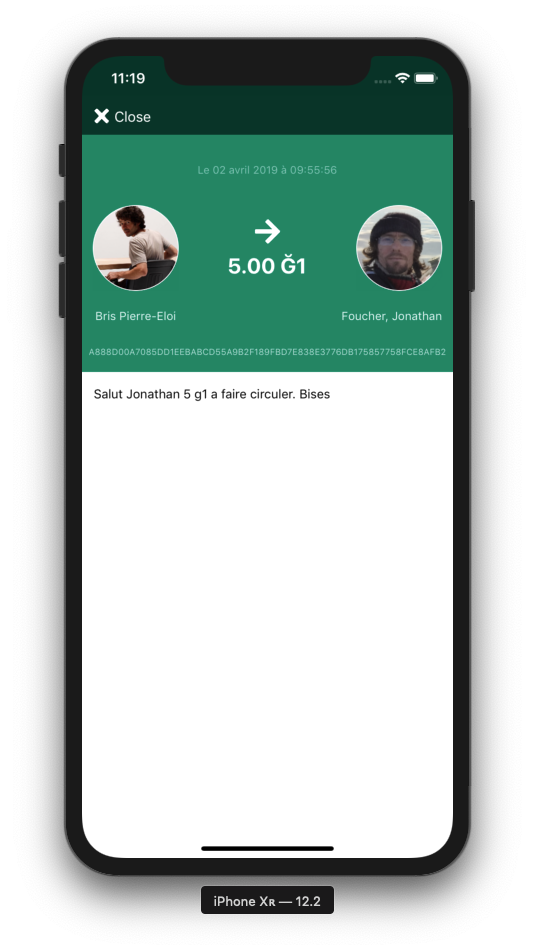 11:19
Close
Le 02 avril 2019 à 09:55:56
5.00 Ğ1
Bris Pierre-Eloi
Foucher, Jonathan
A888D00A7085DD1EEBABCD55A9B2F189FBD7E838E3776DB175857758FCE8AFB2
Salut Jonathan 5 g1 a faire circuler. Bises
iPhone Xʀ — 12.2